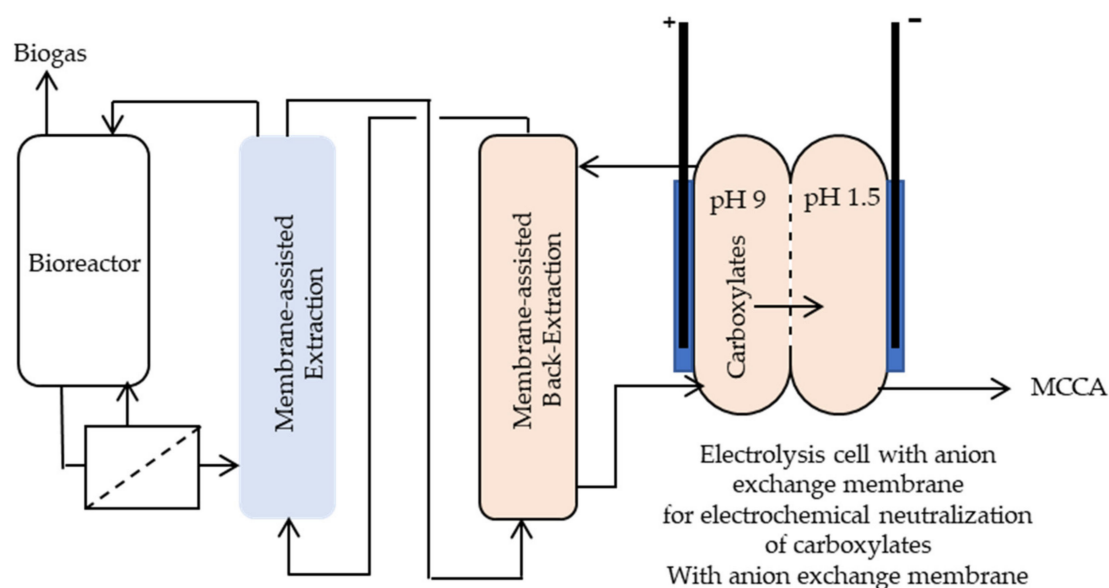 Biogas
Bioreactor
Membrane-assisted
Extraction
Membrane-assisted
Back-Extraction
+
-
pH 9
pH 1.5
Carboxylates
MCCA
Electrolysis cell with anion
exchange membrane
for electrochemical neutralization
of carboxylates
With anion exchange membrane